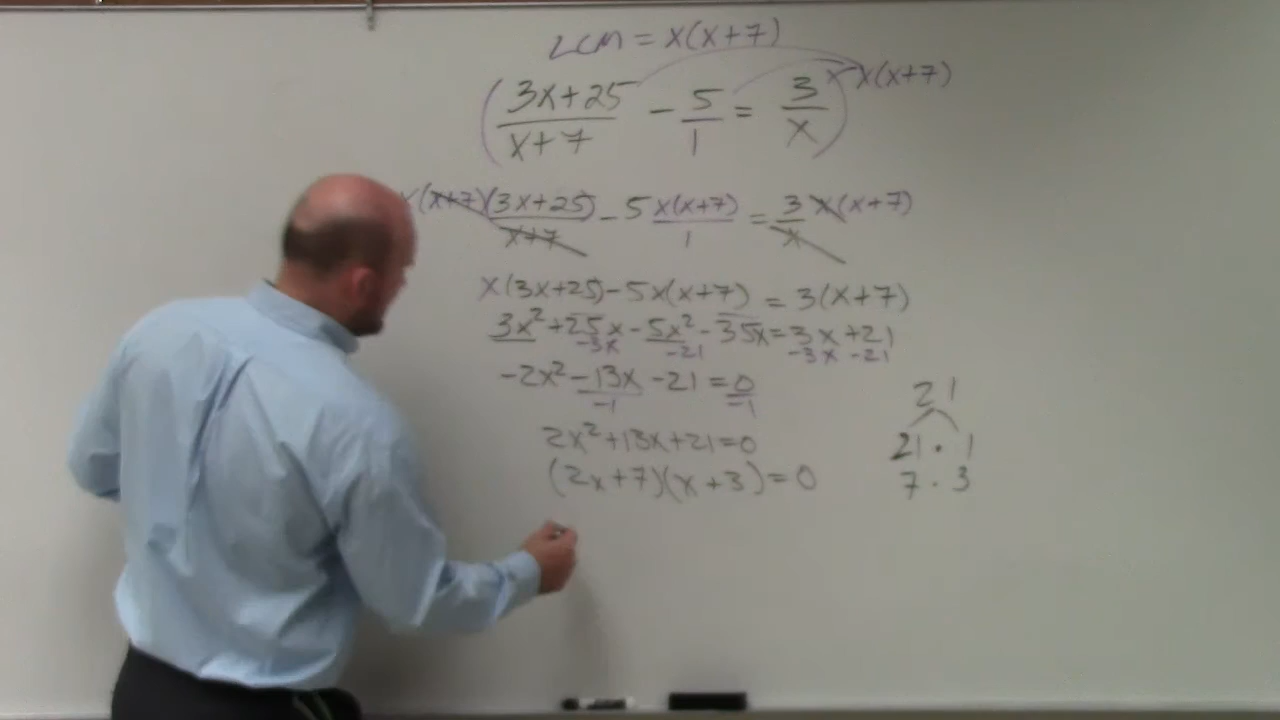 LCM = x(x+7)
(3x+25/x+7 - 5/1 = 3/x) x(x+7)
x(x+7)(3x+25)/x+7 - 5 x(x+7)/1 = 3/x x(x+7)
x(3x+25) - 5x(x+7) = 3(x+7)
3x² + 25x - 5x² - 35x = 3x + 21
-3x -21 -3x -21
-2x² - 13x - 21 = 0
-1 -1
2x² + 13x + 21 = 0
(2x+7)(x+3) = 0
21
21 · 1
7 · 3